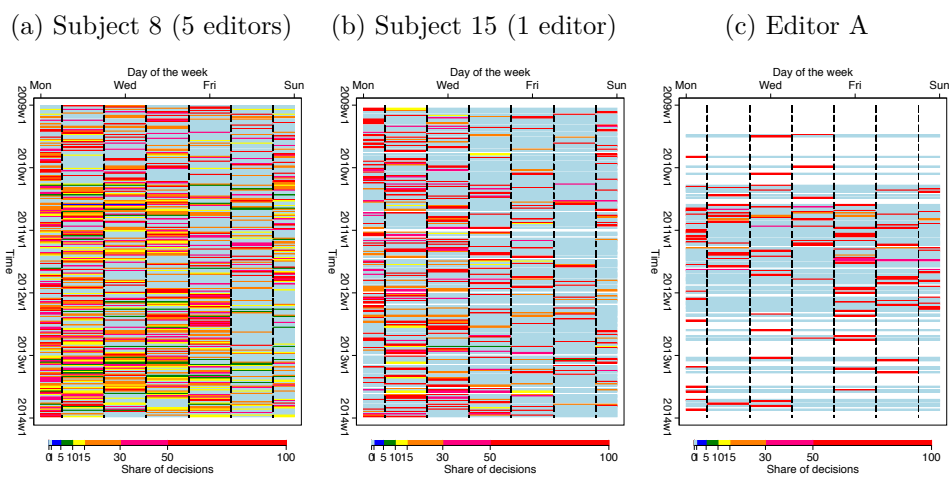 (a) Subject 8 (5 editors)
(b) Subject 15 (1 editor)
(c) Editor A
Day of the week
Mon Wed Fri Sun
2009w1
2010w1
2011w1
2012w1
2013w1
2014w1
Time
0 1 5 10 15 30 50 100
Share of decisions
Day of the week
Mon Wed Fri Sun
2009w1
2010w1
2011w1
2012w1
2013w1
2014w1
Time
0 1 5 10 15 30 50 100
Share of decisions
Day of the week
Mon Wed Fri Sun
2009w1
2010w1
2011w1
2012w1
2013w1
2014w1
Time
0 1 5 10 15 30 50 100
Share of decisions